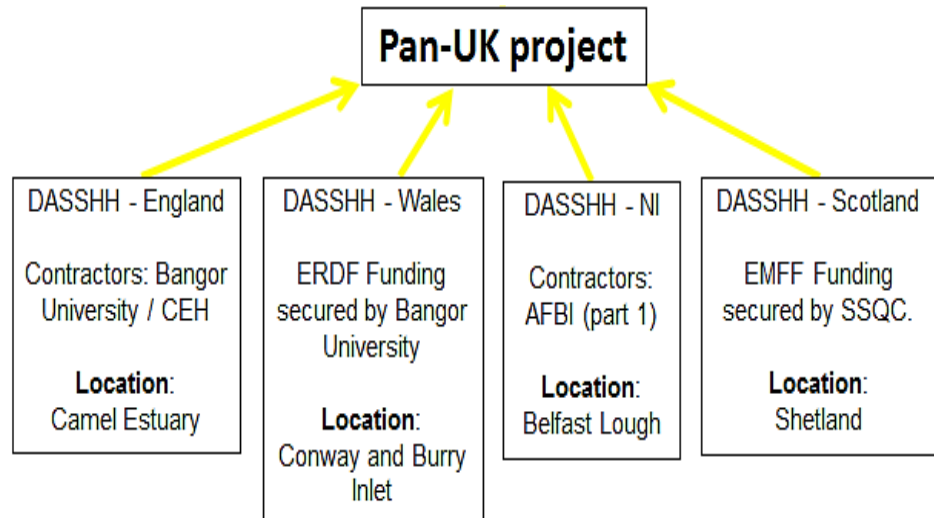 Pan-UK project
DASSHH - England
Contractors: Bangor
University / CEH
Location:
Camel Estuary
DASSHH - Wales
ERDF Funding
secured by Bangor
University
Location:
Conway and Burry
Inlet
DASSHH - NI
Contractors:
AFBI (part 1)
Location:
Belfast Lough
DASSHH - Scotland
EMFF Funding
secured by SSQC.
Location:
Shetland